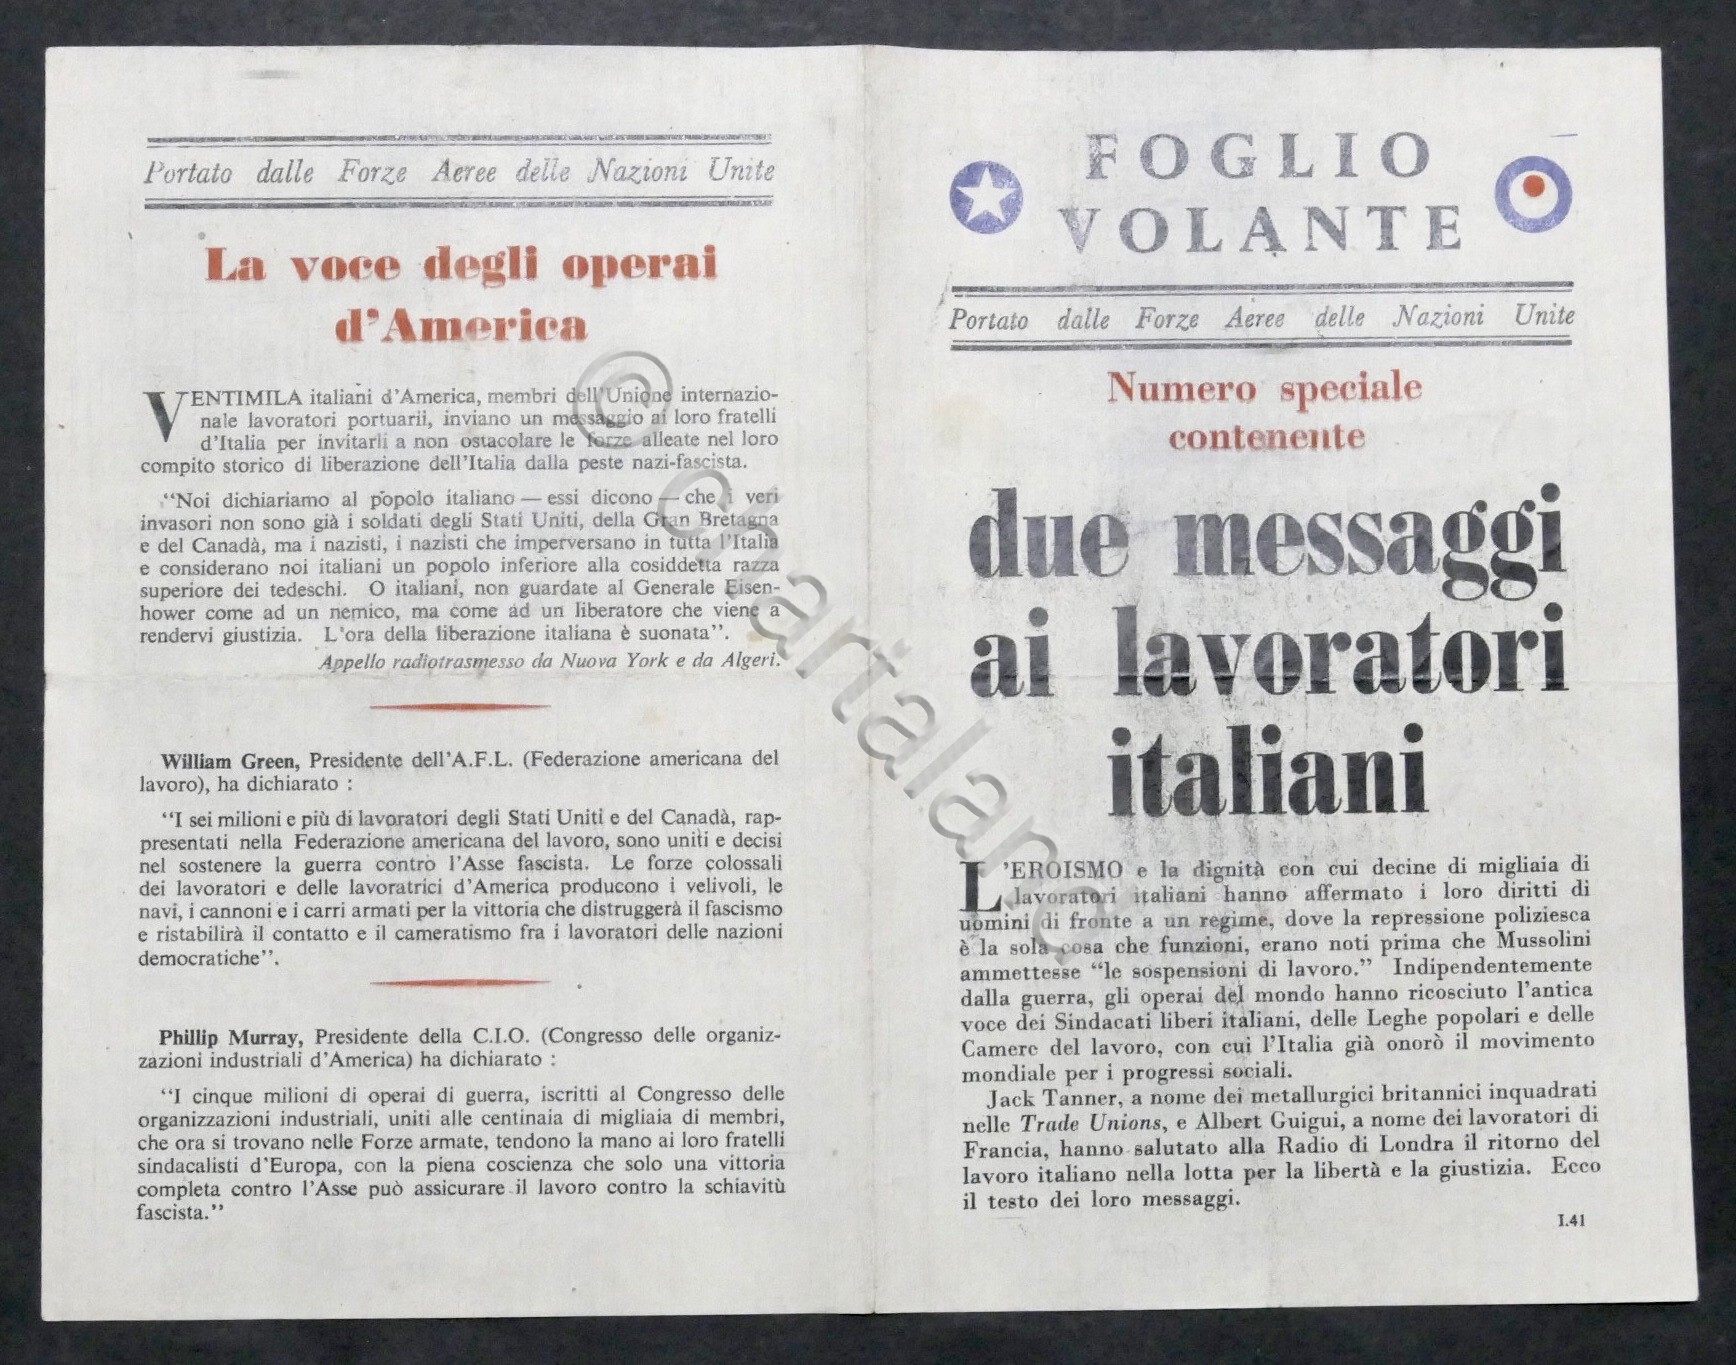 Portato dalle Forze Aeree delle Nazioni Unite
La voce degli operai
d'America
VENTIMILA italiani d'America, membri dell'Unione internazio-
nale lavoratori portuarii, inviano un messaggio ai loro fratelli
d'Italia per invitarli a non ostacolare le forze alleate nel loro
compito storico di liberazione dell'Italia dalla peste nazi-fascista.
"Noi dichiariamo al popolo italiano — essi dicono — che i veri
invasori non sono già i soldati degli Stati Uniti, della Gran Bretagna
e del Canadà, ma i nazisti, i nazisti che imperversano in tutta l'Italia
e considerano noi italiani un popolo inferiore alla cosiddetta razza
superiore dei tedeschi. O italiani, non guardate al Generale Eisen-
hower come ad un nemico, ma come ad un liberatore che viene a
rendervi giustizia. L'ora della liberazione italiana è suonata".
Appello radiotrasmesso da Nuova York e da Algeri.
William Green, Presidente dell'A.F.L. (Federazione americana del
lavoro), ha dichiarato :
"I sei milioni e più di lavoratori degli Stati Uniti e del Canadà, rap-
presentati nella Federazione americana del lavoro, sono uniti e decisi
nel sostenere la guerra contro l'Asse fascista. Le forze colossali
dei lavoratori e delle lavoratrici d'America producono i velivoli, le
navi, i cannoni e i carri armati per la vittoria che distruggerà il fascismo
e ristabilirà il contatto e il cameratismo fra i lavoratori delle nazioni
democratiche".
Phillip Murray, Presidente della C.I.O. (Congresso delle organiz-
zazioni industriali d'America) ha dichiarato :
"I cinque milioni di operai di guerra, iscritti al Congresso delle
organizzazioni industriali, uniti alle centinaia di migliaia di membri,
che ora si trovano nelle Forze armate, tendono la mano ai loro fratelli
sindacalisti d'Europa, con la piena coscienza che solo una vittoria
completa contro l'Asse può assicurare il lavoro contro la schiavitù
fascista."
FOGLIO
VOLANTE
Portato dalle Forze Aeree delle Nazioni Unite
Numero speciale
contenente
due messaggi
ai lavoratori
italiani
L'EROISMO e la dignità con cui decine di migliaia di
lavoratori italiani hanno affermato i loro diritti di
uomini di fronte a un regime, dove la repressione poliziesca
è la sola cosa che funzioni, erano noti prima che Mussolini
ammettesse "le sospensioni di lavoro." Indipendentemente
dalla guerra, gli operai del mondo hanno ricosciuto l'antica
voce dei Sindacati liberi italiani, delle Leghe popolari e delle
Camere del lavoro, con cui l'Italia già onorò il movimento
mondiale per i progressi sociali.
Jack Tanner, a nome dei metallurgici britannici inquadrati
nelle Trade Unions, e Albert Guigui, a nome dei lavoratori di
Francia, hanno salutato alla Radio di Londra il ritorno del
lavoro italiano nella lotta per la libertà e la giustizia. Ecco
il testo dei loro messaggi.
I.41